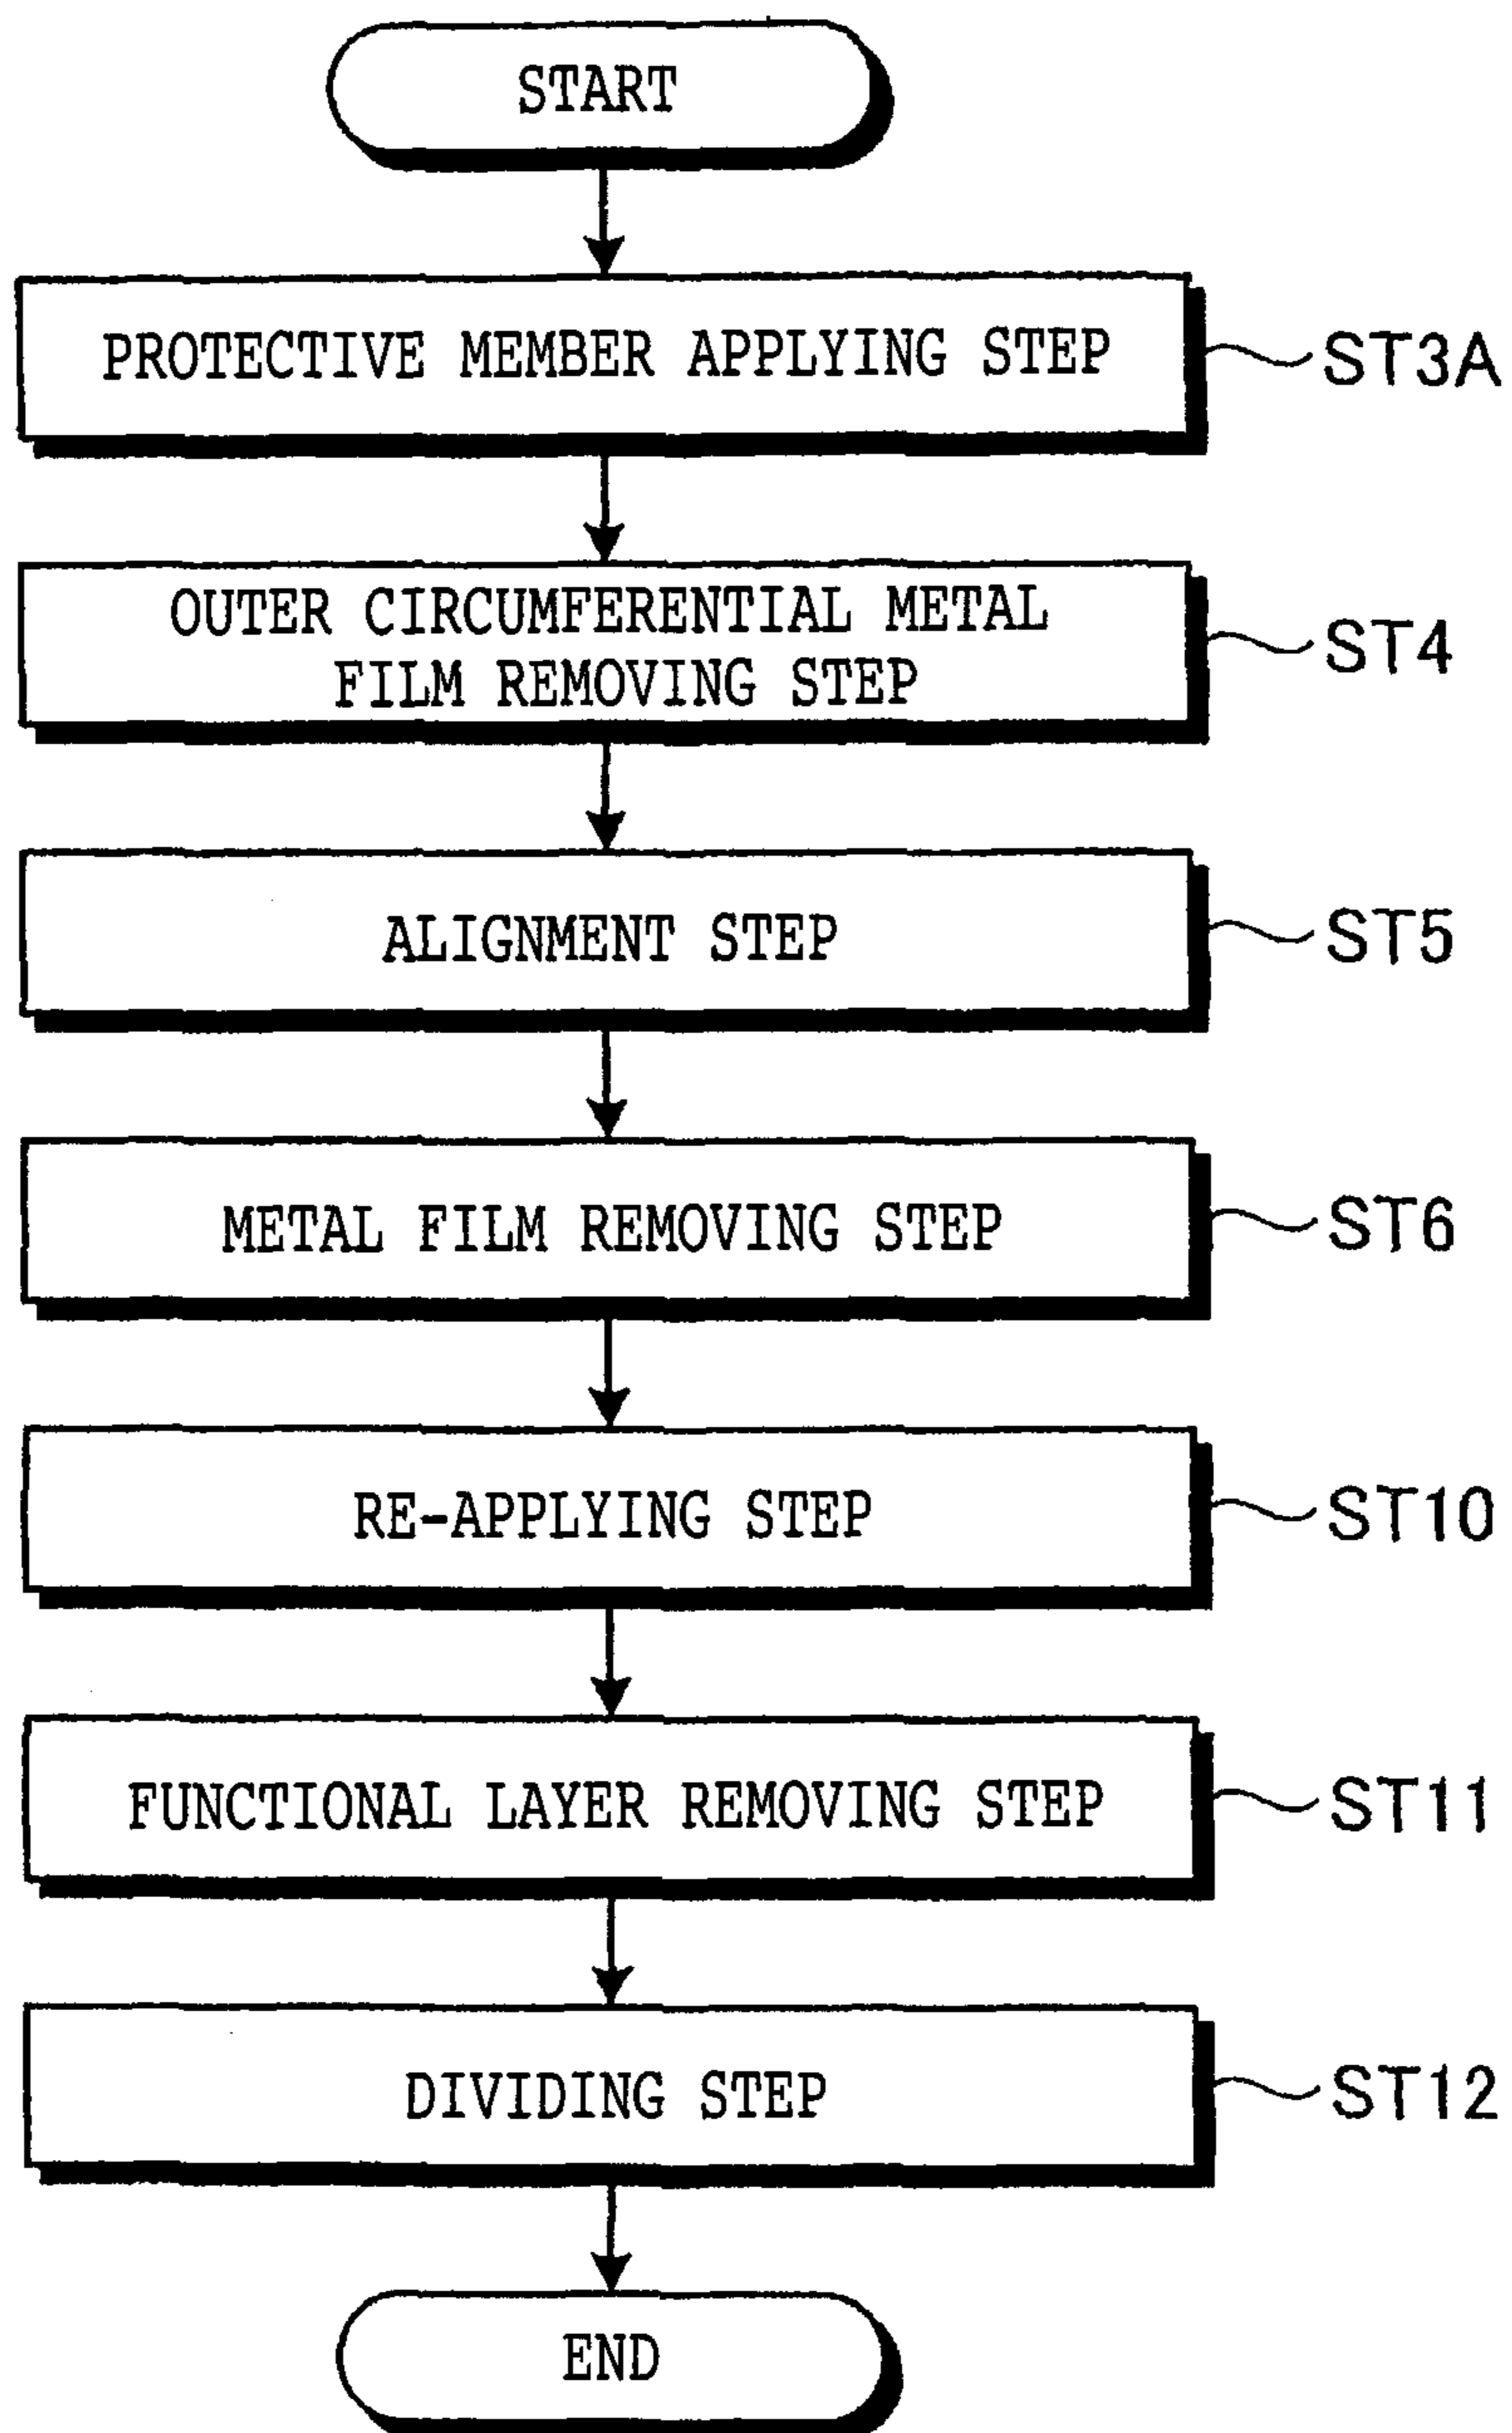 START
PROTECTIVE MEMBER APPLYING STEP
ST3A
OUTER CIRCUMFERENTIAL METAL
FILM REMOVING STEP
ST4
ALIGNMENT STEP
ST5
METAL FILM REMOVING STEP
ST6
RE-APPLYING STEP
ST10
FUNCTIONAL LAYER REMOVING STEP
ST11
DIVIDING STEP
ST12
END